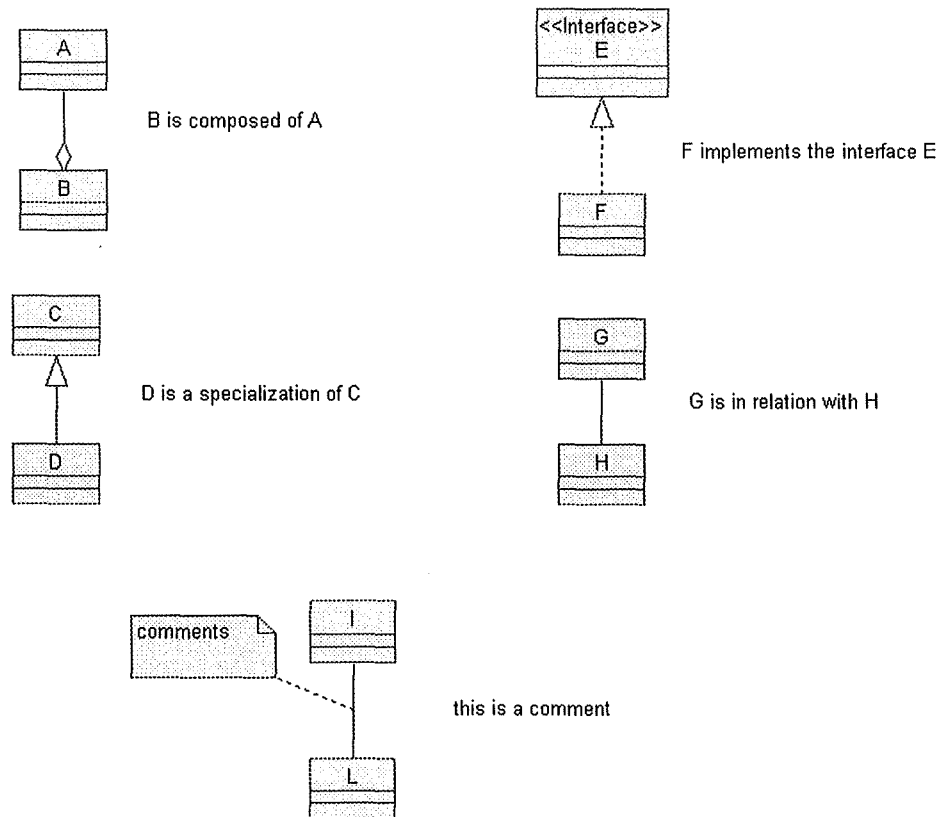 A
B is composed of A
B
<<Interface>>
E
F implements the interface E
F
C
D is a specialization of C
D
G
G is in relation with H
H
comments
I
this is a comment
L